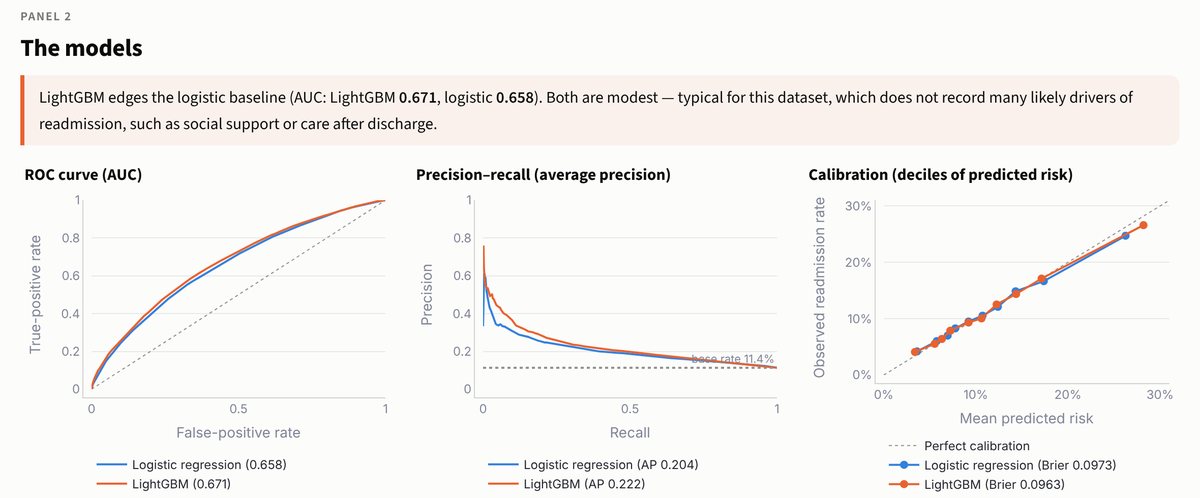 PANEL 2
The models
LightGBM edges the logistic baseline (AUC: LightGBM 0.671, logistic 0.658). Both are modest — typical for this dataset, which does not record many likely drivers of
readmission, such as social support or care after discharge.
ROC curve (AUC)
1
0.8
0.6
0.4
0.2
0
True-positive rate
0
0.5
1
False-positive rate
Logistic regression (0.658)
LightGBM (0.671)
Precision–recall (average precision)
1
0.8
0.6
0.4
0.2
0
Precision
base rate 11.4%
0
0.5
1
Recall
Logistic regression (AP 0.204)
LightGBM (AP 0.222)
Calibration (deciles of predicted risk)
30%
20%
10%
0%
Observed readmission rate
0%
10%
20%
30%
Mean predicted risk
Perfect calibration
Logistic regression (Brier 0.0973)
LightGBM (Brier 0.0963)